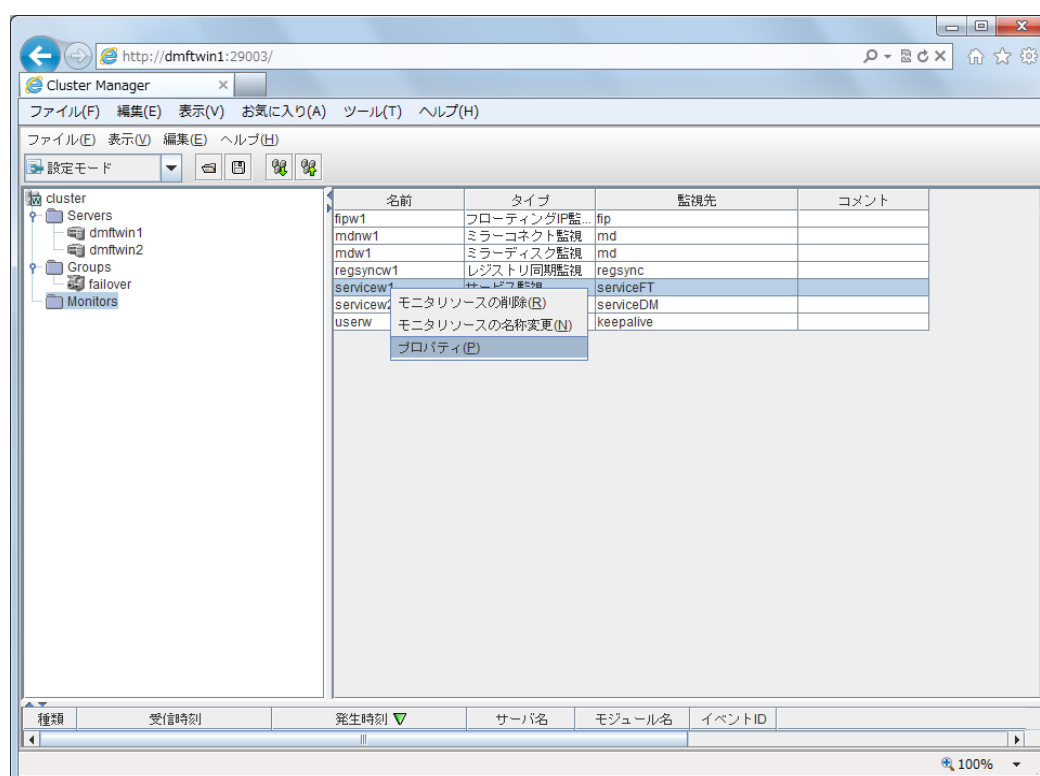 http://dmftwin1:29003/
Cluster Manager
ファイル(F) 編集(E) 表示(V) お気に入り(A) ツール(T) ヘルプ(H)
ファイル(F) 表示(V) 編集(E) ヘルプ(H)
設定モード
cluster
Servers
dmftwin1
dmftwin2
Groups
failover
Monitors
名前 タイプ 監視先 コメント
fipw1 フローティングIP監... fip
mdnw1 ミラーコネクト監視 md
mdw1 ミラーディスク監視 md
regsyncw1 レジストリ同期監視 regsync
servicew1 サービス監視 serviceFT
servicew2 serviceDM
userw keepalive
モニタリソースの削除(R)
モニタリソースの名称変更(N)
プロパティ(P)
種類 受信時刻 発生時刻 サーバ名 モジュール名 イベントID
100%